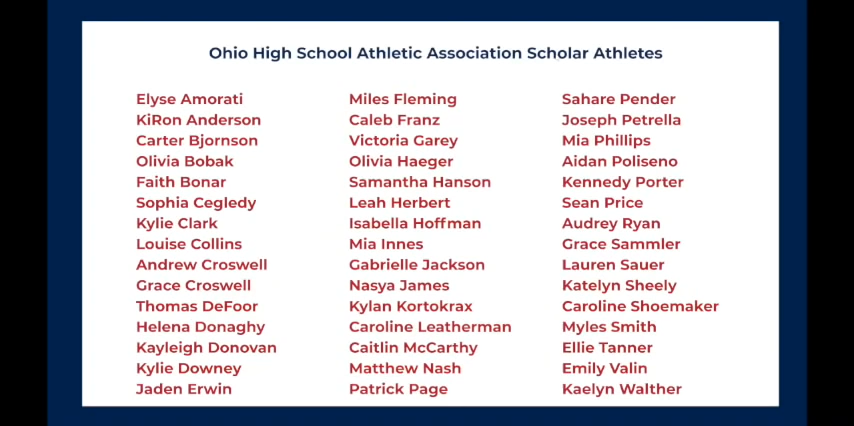 Ohio High School Athletic Association Scholar Athletes
Elyse Amorati
KiRon Anderson
Carter Bjornson
Olivia Bobak
Faith Bonar
Sophia Cegledy
Kylie Clark
Louise Collins
Andrew Croswell
Grace Croswell
Thomas DeFoor
Helena Donaghy
Kayleigh Donovan
Kylie Downey
Jaden Erwin
Miles Fleming
Caleb Franz
Victoria Garey
Olivia Haeger
Samantha Hanson
Leah Herbert
Isabella Hoffman
Mia Innes
Gabrielle Jackson
Nasya James
Kylan Kortokrax
Caroline Leatherman
Caitlin McCarthy
Matthew Nash
Patrick Page
Sahare Pender
Joseph Petrella
Mia Phillips
Aidan Poliseno
Kennedy Porter
Sean Price
Audrey Ryan
Grace Sammler
Lauren Sauer
Katelyn Sheely
Caroline Shoemaker
Myles Smith
Ellie Tanner
Emily Valin
Kaelyn Walther